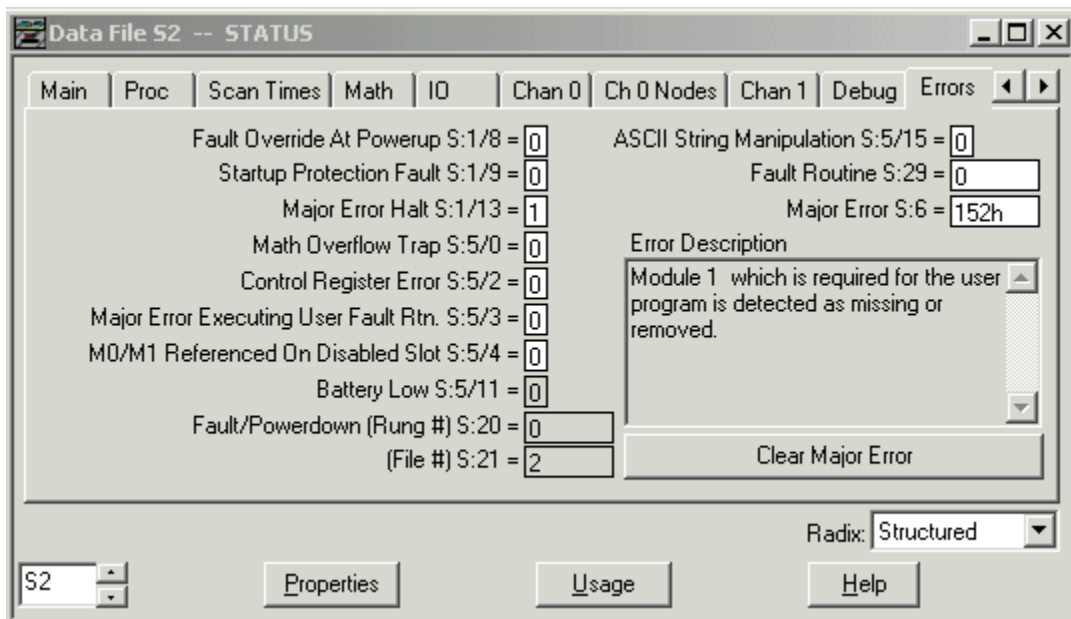 Data File S2 -- STATUS
Main Proc Scan Times Math IO Chan 0 Ch 0 Nodes Chan 1 Debug Errors
Fault Override At Powerup S:1/8 = 0
Startup Protection Fault S:1/9 = 0
Major Error Halt S:1/13 = 1
Math Overflow Trap S:5/0 = 0
Control Register Error S:5/2 = 0
Major Error Executing User Fault Rtn. S:5/3 = 0
M0/M1 Referenced On Disabled Slot S:5/4 = 0
Battery Low S:5/11 = 0
Fault/Powerdown (Rung #) S:20 = 0
(File #) S:21 = 2
ASCII String Manipulation S:5/15 = 0
Fault Routine S:29 = 0
Major Error S:6 = 152h
Error Description
Module 1 which is required for the user
program is detected as missing or
removed.
Clear Major Error
Radix: Structured
S2 Properties Usage Help